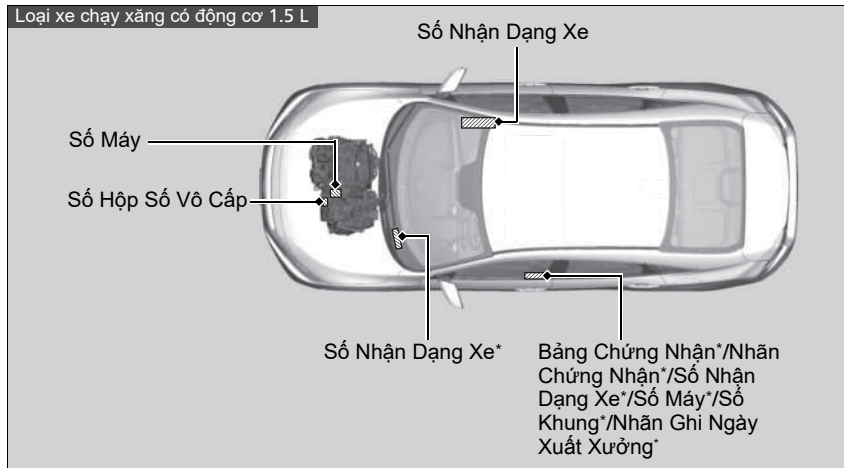 Loại xe chạy xăng có động cơ 1.5 L
Số Nhận Dạng Xe
Số Máy
Số Hộp Số Vô Cấp
Số Nhận Dạng Xe*
Bảng Chứng Nhận*/Nhãn
Chứng Nhận*/Số Nhận
Dạng Xe*/Số Máy*/Số
Khung*/Nhãn Ghi Ngày
Xuất Xưởng*